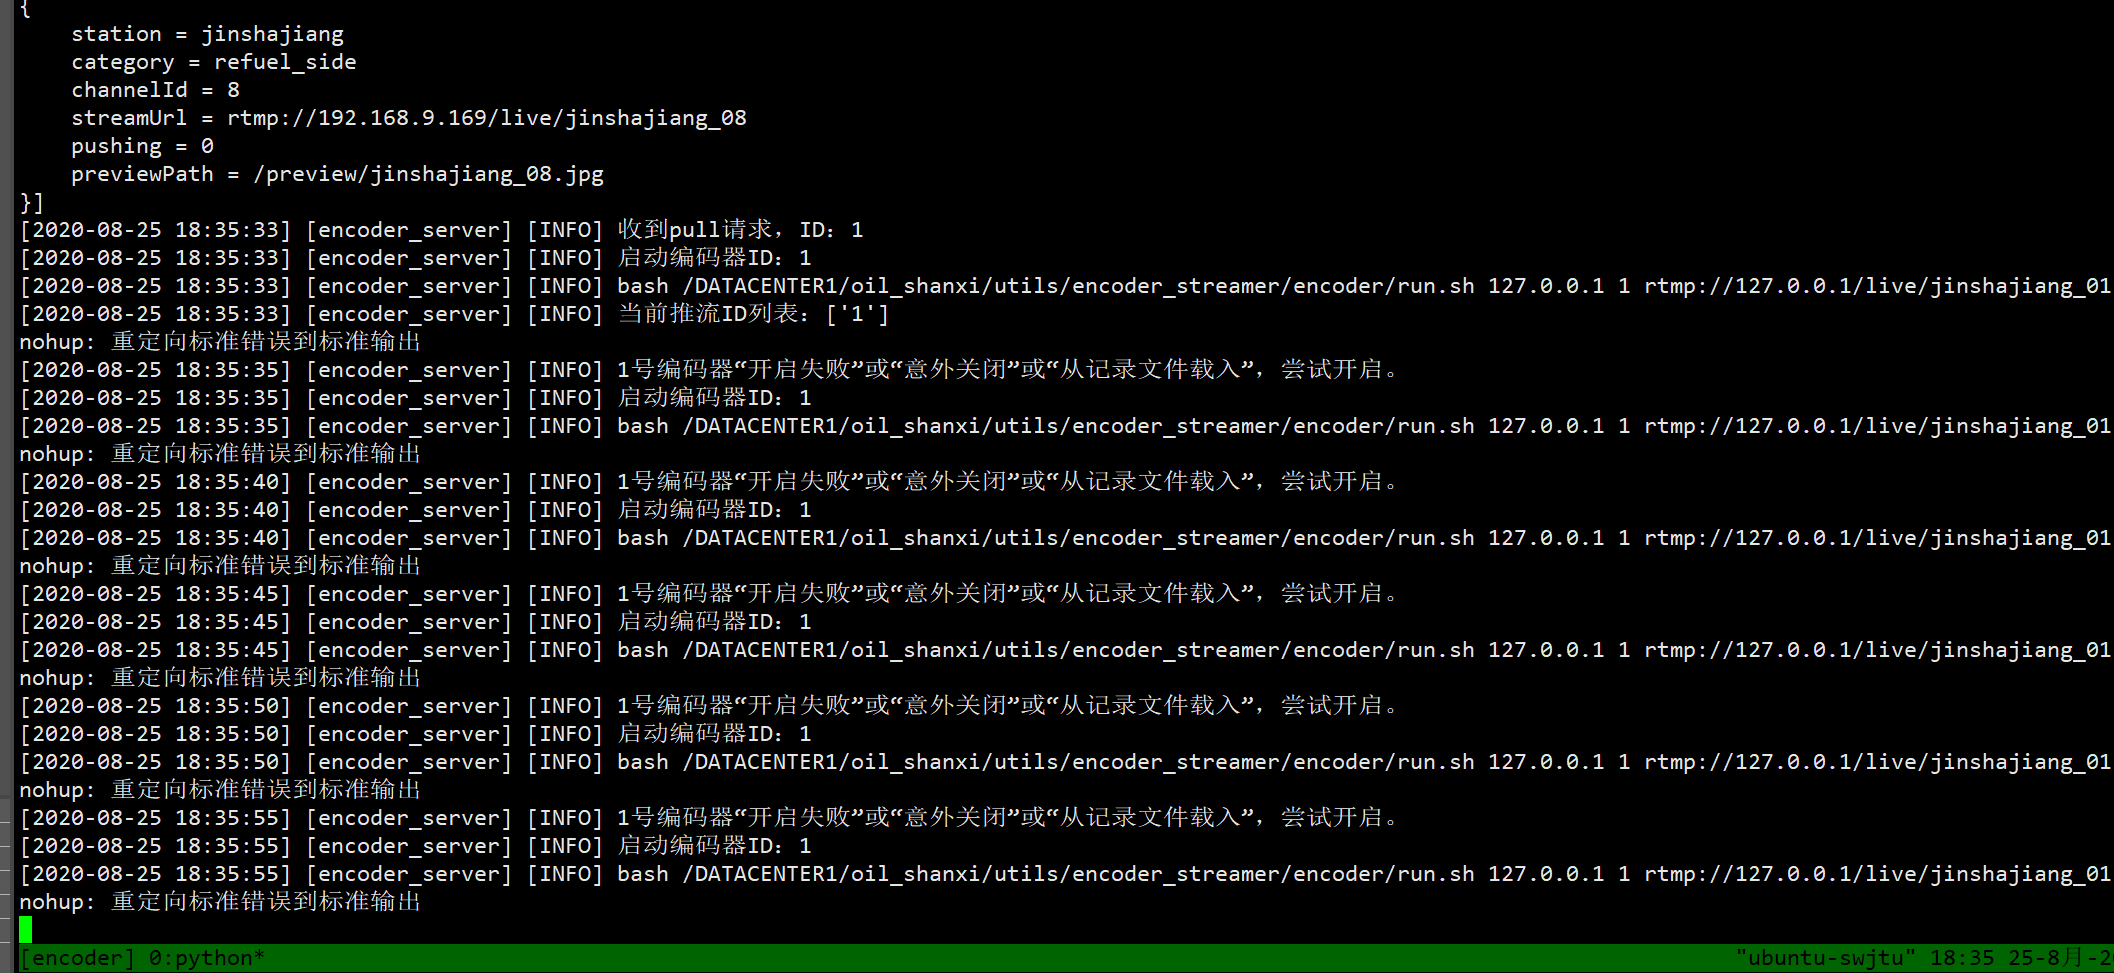 {
    station = jinshajiang
    category = refuel_side
    channelId = 8
    streamUrl = rtmp://192.168.9.169/live/jinshajiang_08
    pushing = 0
    previewPath = /preview/jinshajiang_08.jpg
}]
[2020-08-25 18:35:33] [encoder_server] [INFO] 收到pull请求，ID：1
[2020-08-25 18:35:33] [encoder_server] [INFO] 启动编码器ID：1
[2020-08-25 18:35:33] [encoder_server] [INFO] bash /DATACENTER1/oil_shanxi/utils/encoder_streamer/encoder/run.sh 127.0.0.1 1 rtmp://127.0.0.1/live/jinshajiang_01
[2020-08-25 18:35:33] [encoder_server] [INFO] 当前推流ID列表：['1']
nohup: 重定向标准错误到标准输出
[2020-08-25 18:35:35] [encoder_server] [INFO] 1号编码器“开启失败”或“意外关闭”或“从记录文件载入”，尝试开启。
[2020-08-25 18:35:35] [encoder_server] [INFO] 启动编码器ID：1
[2020-08-25 18:35:35] [encoder_server] [INFO] bash /DATACENTER1/oil_shanxi/utils/encoder_streamer/encoder/run.sh 127.0.0.1 1 rtmp://127.0.0.1/live/jinshajiang_01
nohup: 重定向标准错误到标准输出
[2020-08-25 18:35:40] [encoder_server] [INFO] 1号编码器“开启失败”或“意外关闭”或“从记录文件载入”，尝试开启。
[2020-08-25 18:35:40] [encoder_server] [INFO] 启动编码器ID：1
[2020-08-25 18:35:40] [encoder_server] [INFO] bash /DATACENTER1/oil_shanxi/utils/encoder_streamer/encoder/run.sh 127.0.0.1 1 rtmp://127.0.0.1/live/jinshajiang_01
nohup: 重定向标准错误到标准输出
[2020-08-25 18:35:45] [encoder_server] [INFO] 1号编码器“开启失败”或“意外关闭”或“从记录文件载入”，尝试开启。
[2020-08-25 18:35:45] [encoder_server] [INFO] 启动编码器ID：1
[2020-08-25 18:35:45] [encoder_server] [INFO] bash /DATACENTER1/oil_shanxi/utils/encoder_streamer/encoder/run.sh 127.0.0.1 1 rtmp://127.0.0.1/live/jinshajiang_01
nohup: 重定向标准错误到标准输出
[2020-08-25 18:35:50] [encoder_server] [INFO] 1号编码器“开启失败”或“意外关闭”或“从记录文件载入”，尝试开启。
[2020-08-25 18:35:50] [encoder_server] [INFO] 启动编码器ID：1
[2020-08-25 18:35:50] [encoder_server] [INFO] bash /DATACENTER1/oil_shanxi/utils/encoder_streamer/encoder/run.sh 127.0.0.1 1 rtmp://127.0.0.1/live/jinshajiang_01
nohup: 重定向标准错误到标准输出
[2020-08-25 18:35:55] [encoder_server] [INFO] 1号编码器“开启失败”或“意外关闭”或“从记录文件载入”，尝试开启。
[2020-08-25 18:35:55] [encoder_server] [INFO] 启动编码器ID：1
[2020-08-25 18:35:55] [encoder_server] [INFO] bash /DATACENTER1/oil_shanxi/utils/encoder_streamer/encoder/run.sh 127.0.0.1 1 rtmp://127.0.0.1/live/jinshajiang_01
nohup: 重定向标准错误到标准输出
[encoder] 0:python* "ubuntu-swjtu" 18:35 25-8月-2